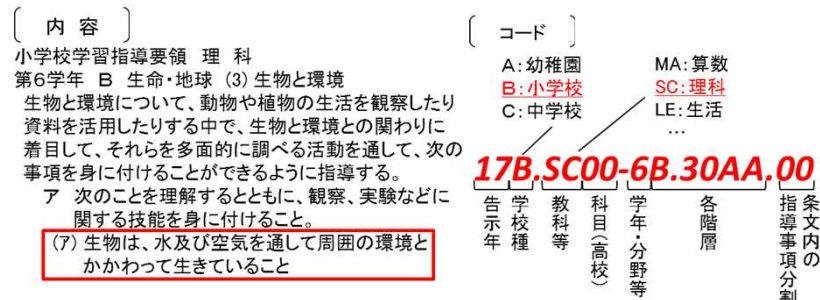 内 容
小学校学習指導要領 理 科
第6学年 B 生命・地球 (3) 生物と環境
生物と環境について、動物や植物の生活を観察したり
資料を活用したりする中で、生物と環境との関わりに
着目して、それらを多面的に調べる活動を通して、次の
事項を身に付けることができるように指導する。
ア 次のことを理解するとともに、観察、実験などに
関する技能を身に付けること。
(ア) 生物は、水及び空気を通して周囲の環境と
かかわって生きていること
コード
A:幼稚園
B:小学校
C:中学校
MA:算数
SC:理科
LE:生活
…
17B.SC00-6B.30AA.00
告示年
学校種
教科等
科目(高校)
学年・分野等
各階層
条文内の
指導事項分割